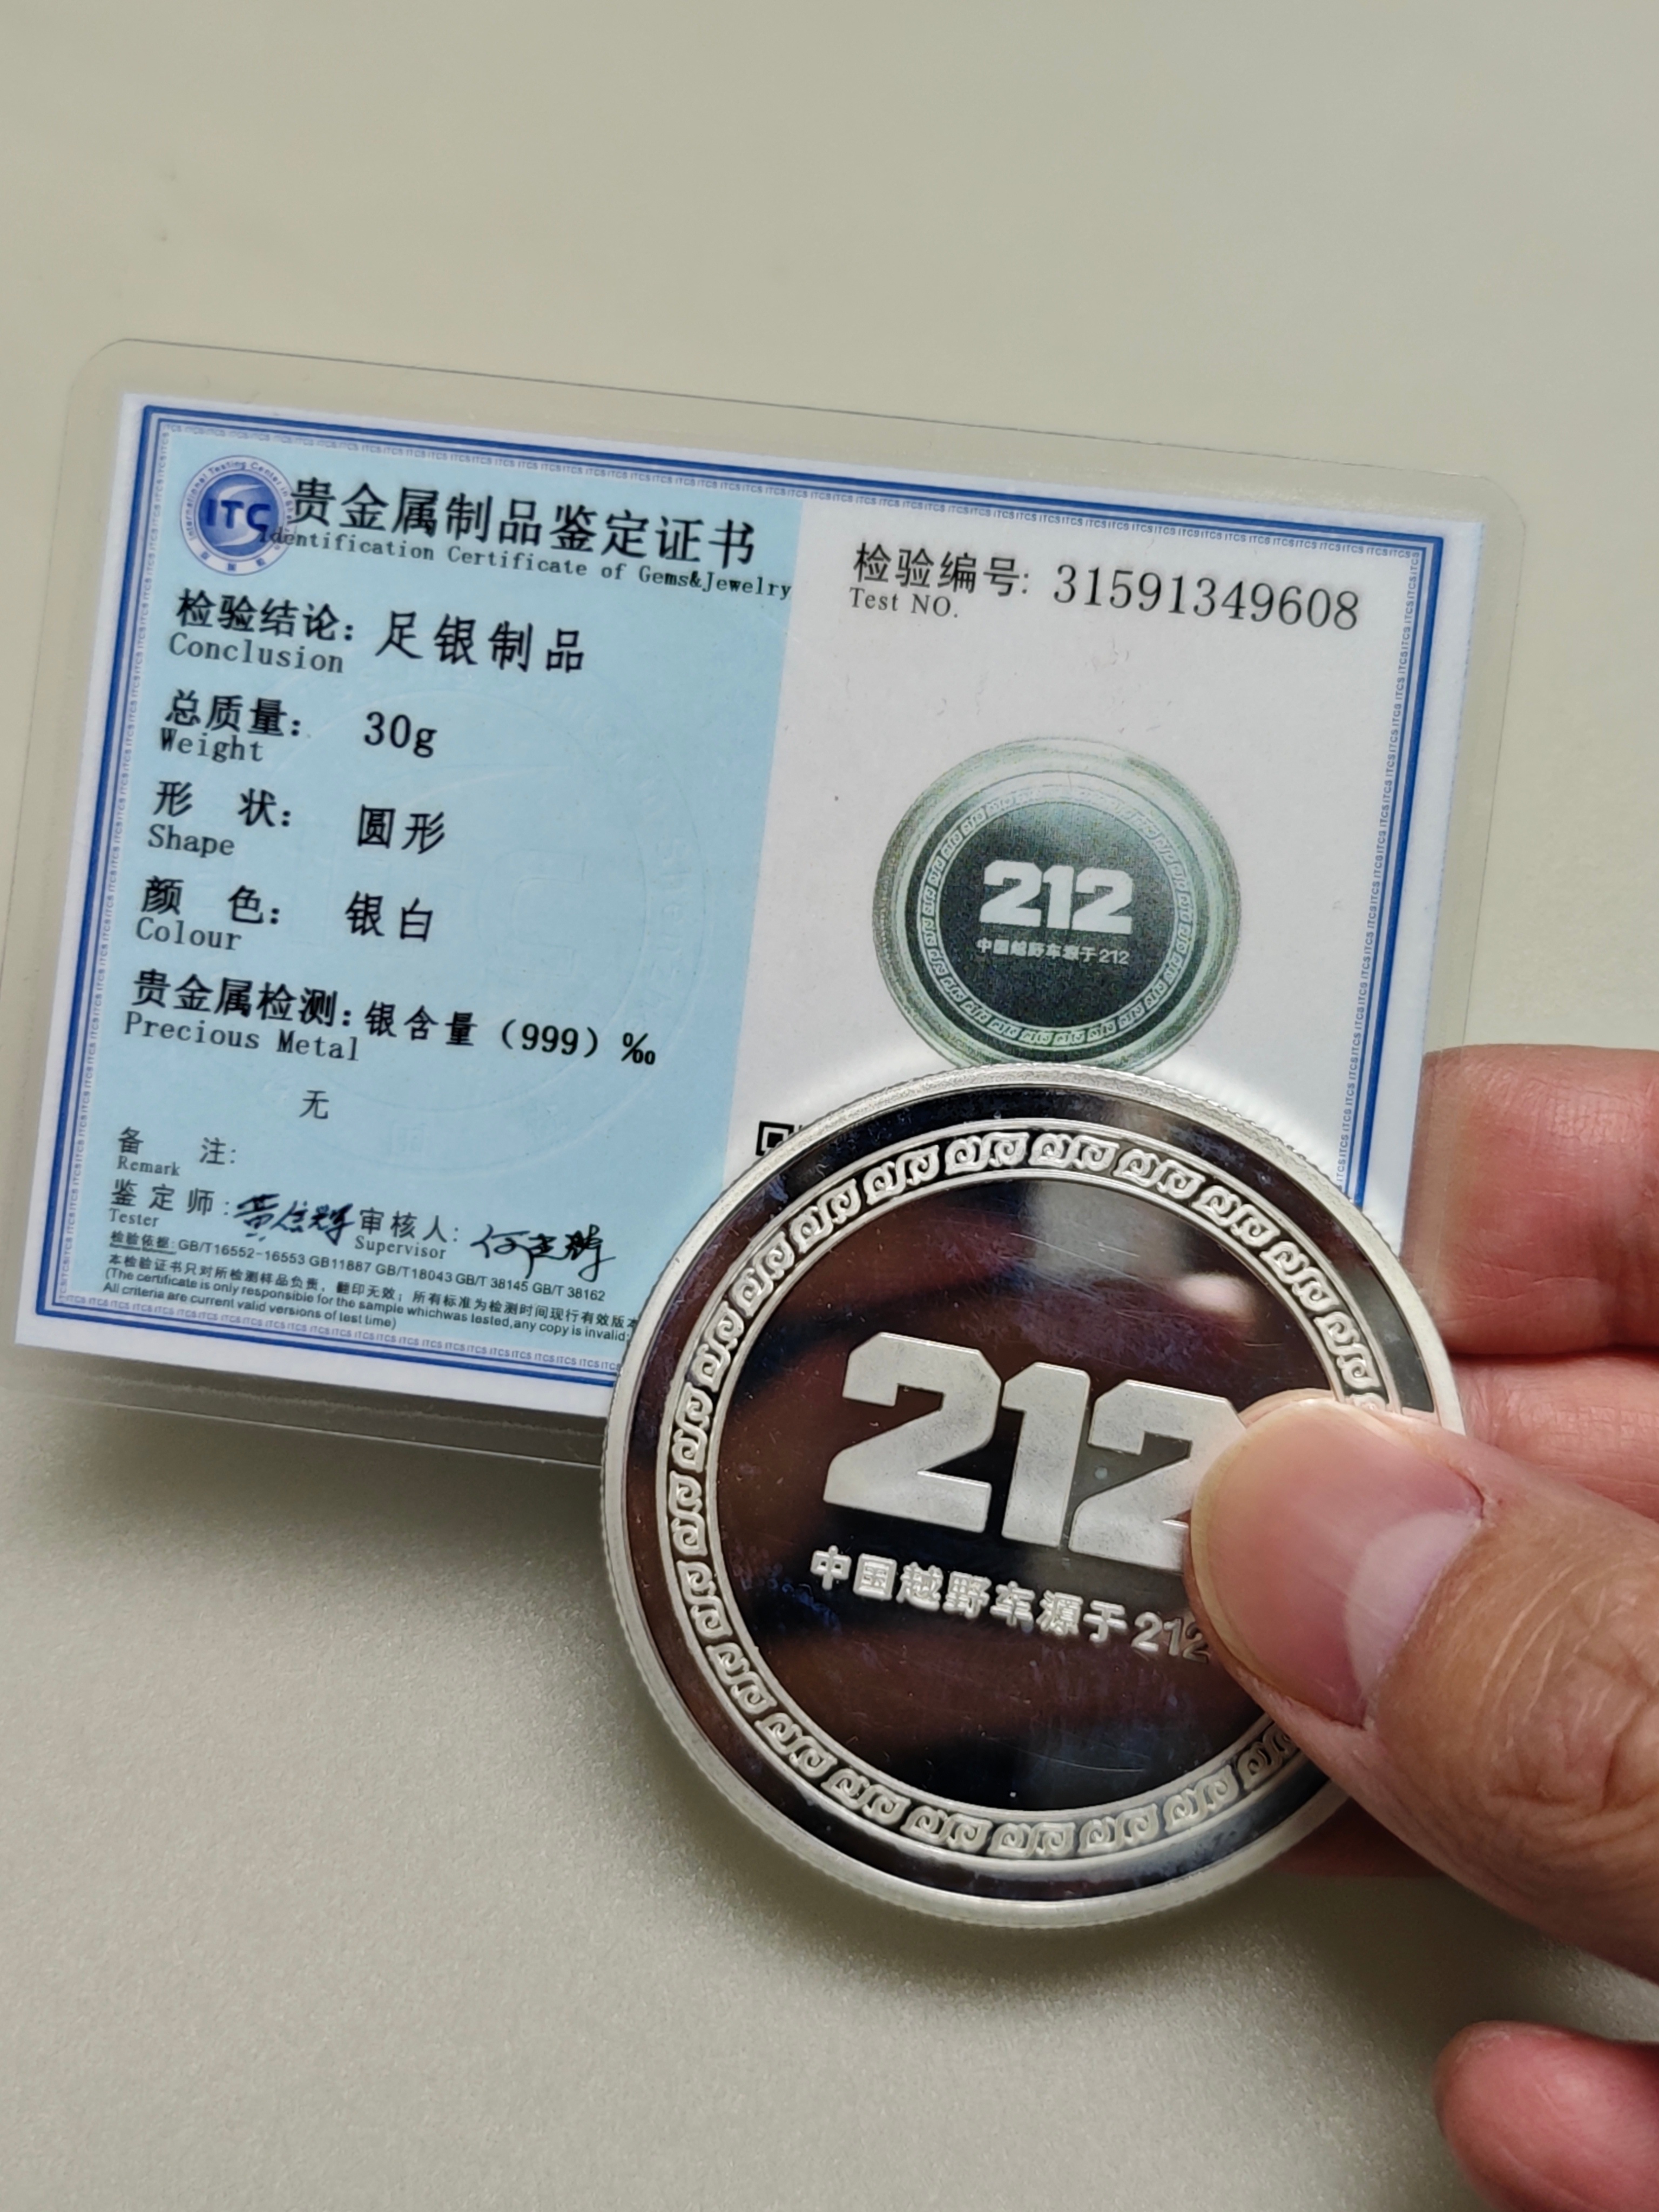 ITC
贵金属制品鉴定证书
Identification Certificate of Gems&Jewelry
检验结论: 足银制品
Conclusion
总质量: 30g
Weight
形 状: 圆形
Shape
颜 色: 银白
Colour
贵金属检测: 银含量（999）‰
Precious Metal
无
备 注:
Remark
鉴定师: 审核人:
Tester Supervisor
检验依据: GB/T16552-16553 GB11887 GB/T18043 GB/T 38145 GB/T 38162
本检验证书只对所检测样品负责，翻印无效；所有标准为检测时间现行有效版本
(The certificate is only responsible for the sample whichwas tested,any copy is invalid;
All criteria are current valid versions of test time)
检验编号: 31591349608
Test NO.
212
中国越野车源于212
212
中国越野车源于212